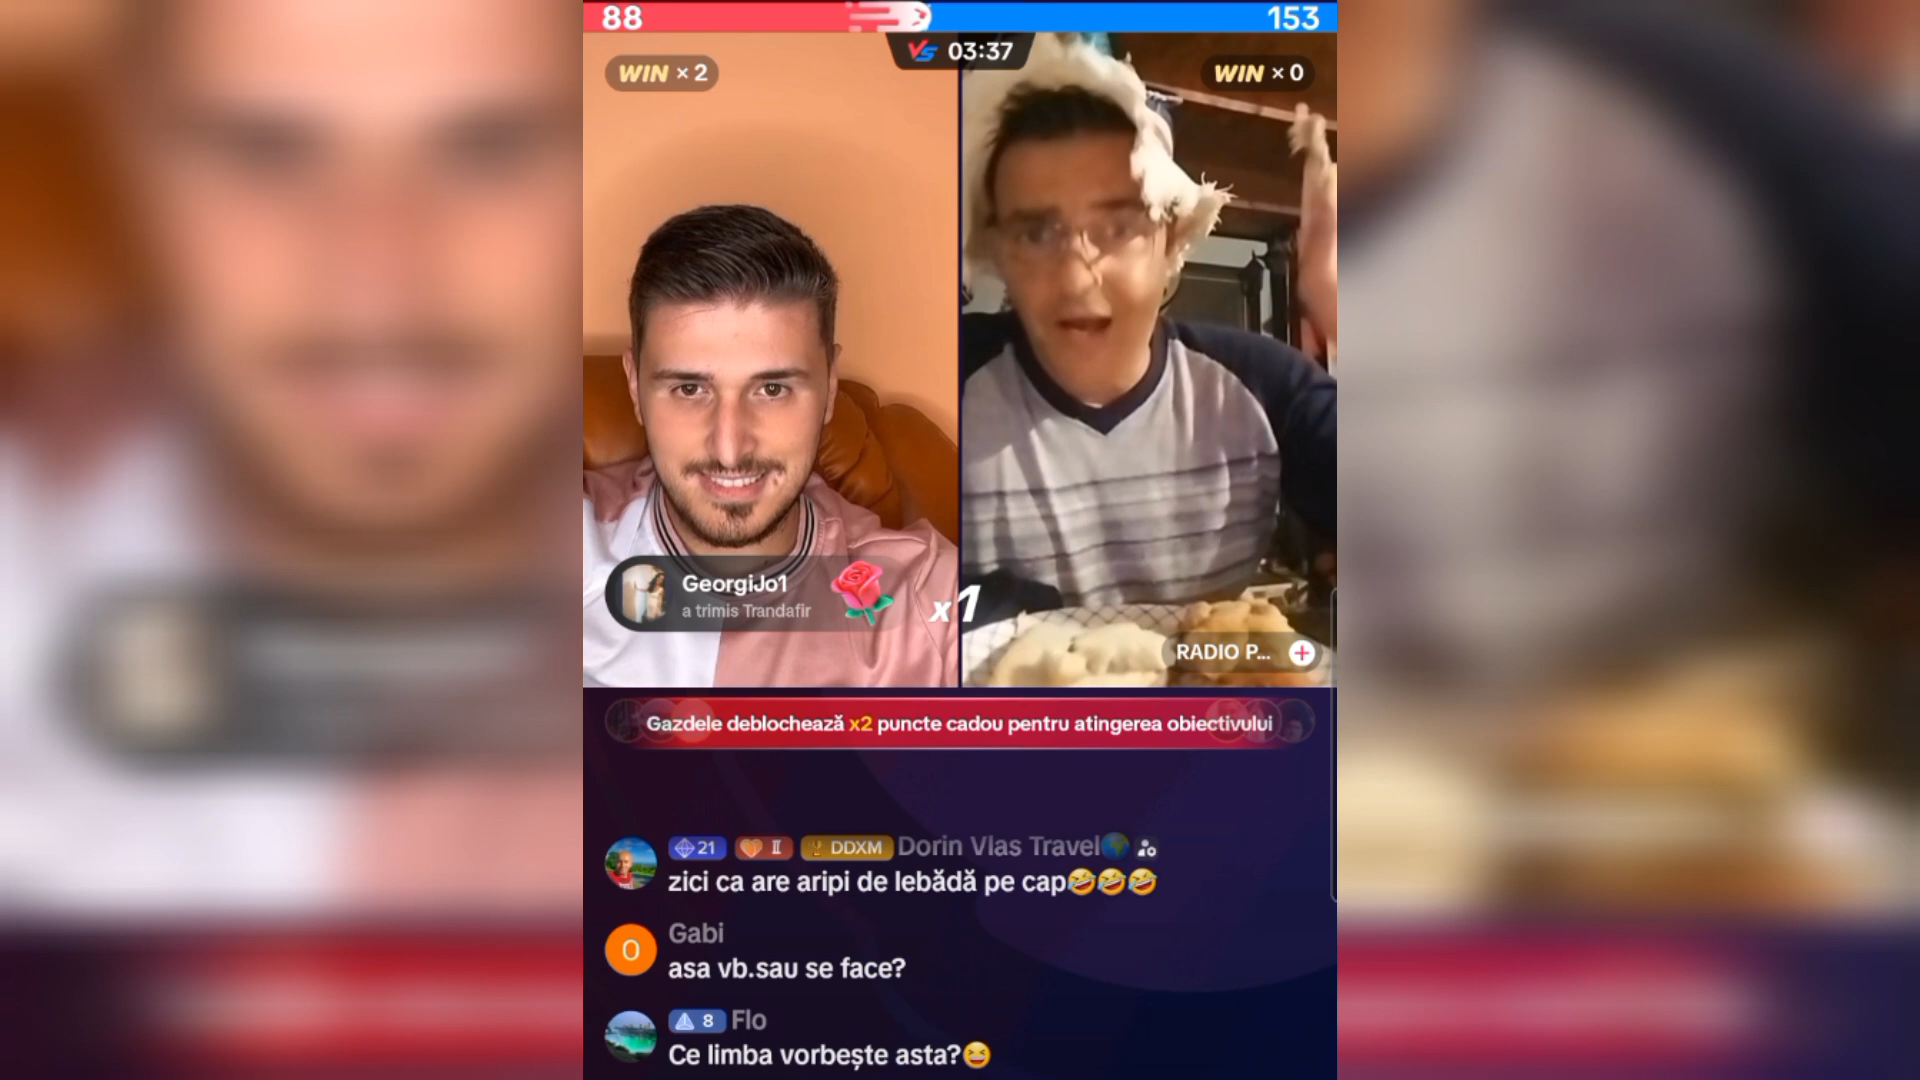 88
153
VS 03:37
WIN × 2
WIN × 0
GeorgiJo1
a trimis Trandafir
x1
RADIO P...
Gazdele deblochează x2 puncte cadou pentru atingerea obiectivului
21 II DDXM Dorin Vlas Travel
zici ca are aripi de lebădă pe cap🤣🤣🤣
O
Gabi
asa vb.sau se face?
8 Flo
Ce limba vorbește asta?😆